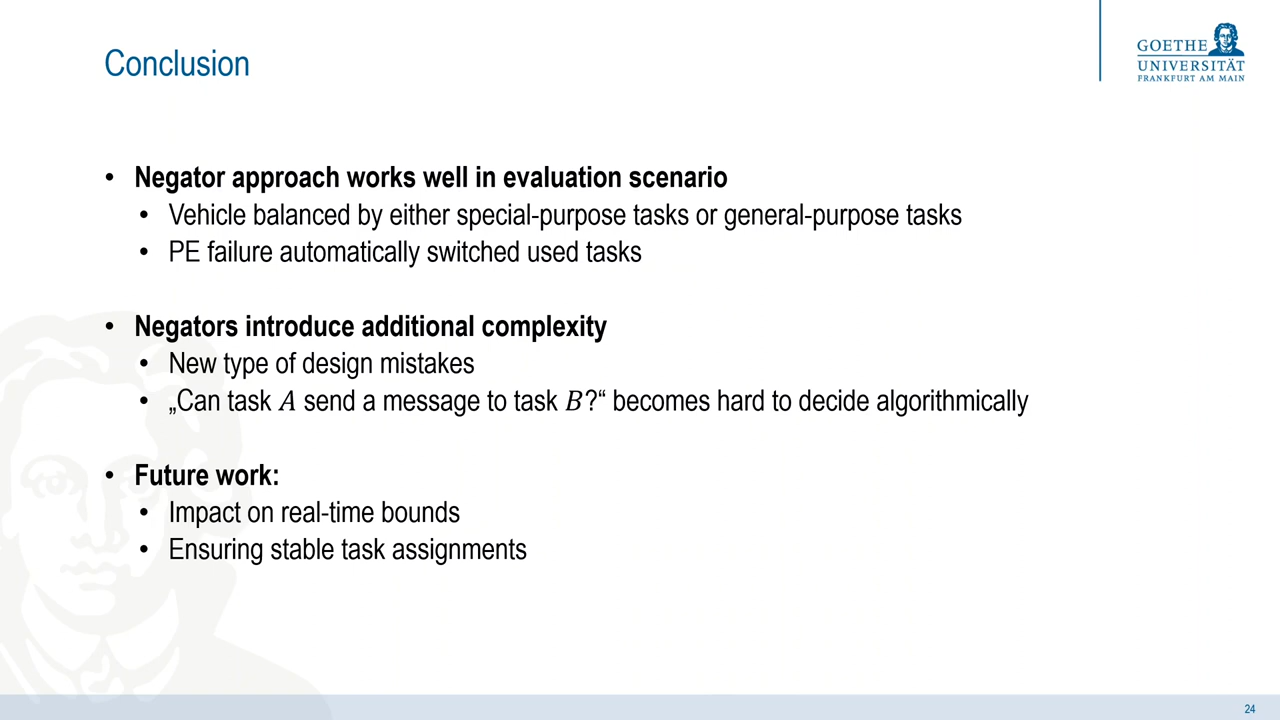 Conclusion
GOETHE
UNIVERSITÄT
FRANKFURT AM MAIN
• Negator approach works well in evaluation scenario
• Vehicle balanced by either special-purpose tasks or general-purpose tasks
• PE failure automatically switched used tasks
• Negators introduce additional complexity
• New type of design mistakes
• „Can task A send a message to task B?“ becomes hard to decide algorithmically
• Future work:
• Impact on real-time bounds
• Ensuring stable task assignments
24